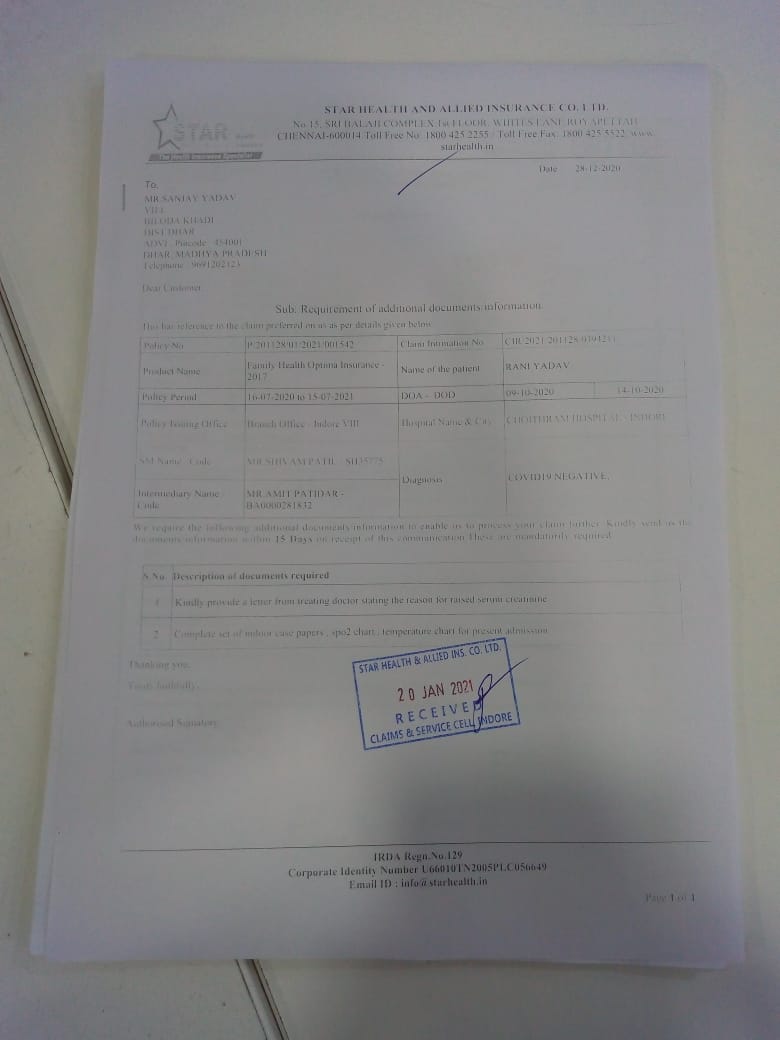 STAR HEALTH AND ALLIED INSURANCE CO. LTD.
No.15, SRI BALAJI COMPLEX, 1st FLOOR, WHITES LANE, ROYAPETTAH
CHENNAI-600014 Toll Free No: 1800 425 2255 / Toll Free Fax: 1800 425 5522, www.
starhealth.in
STAR Health
The Health Insurance Specialist
Date 28-12-2020
To,
MR.SANJAY YADAV
BILODA KHADI
DIST DHAR
Pincode 454001
DHAR, MADHYA PRADESH
Telephone : 9691202123
Dear Customer,
Sub: Requirement of additional documents/information
This has reference to the claim preferred on us as per details given below
Policy No P/201128/01/2021/001542 Claim Intimation No
Product Name Family Health Optima Insurance - 2017 Name of the patient RANI YADAV
Policy Period 16-07-2020 to 15-07-2021 DOA - DOD 09-10-2020 14-10-2020
Policy Issuing Office Branch Office - Indore VIII Hospital Name & City CHOITHRAM HOSPITAL - INDORE
SM Name / Code MR.SHIVAM PATIL - SH35775
Diagnosis COVID19 NEGATIVE,
Intermediary Name / Code MR.AMIT PATIDAR - BA0000281832
We require the following additional documents/information to enable us to process your claim further. Kindly send us the
documents/information within 15 Days on receipt of this communication.These are mandatorily required
S.No. Description of documents required
1 Kindly provide a letter from treating doctor stating the reason for raised serum creatinine
2 Complete set of indoor case papers , spo2 chart , temperature chart for present admission
Thanking you,
Yours faithfully,
Authorised Signatory
STAR HEALTH & ALLIED INS. CO. LTD.
20 JAN 2021
RECEIVED
CLAIMS & SERVICE CELL, INDORE
IRDA Regn.No.129
Corporate Identity Number U66010TN2005PLC056649
Email ID : info@starhealth.in
Page 1 of 1